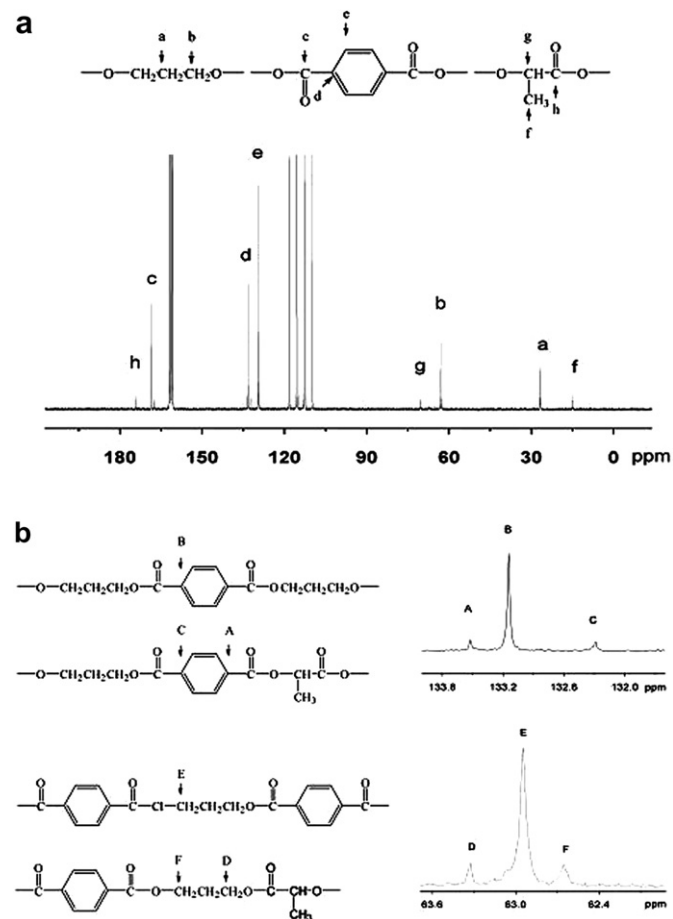 a
e
a b c g
—O—CH₂CH₂CH₂O— —O—C C—O— —O—CH—C—O—
O O O
d CH₃ h
f
e
d
c
b
h g a f
180 150 120 90 60 30 0 ppm
b
B
O O
—O—CH₂CH₂CH₂O—C C—OCH₂CH₂CH₂O—
C A
O O O
—O—CH₂CH₂CH₂O—C C—O—CH—C—O—
CH₃
B
A C
133.8 133.2 132.6 132.0 ppm
E
O O O O
—C C—Cl—CH₂CH₂CH₂O—C C—
F D
O O O
—C C—O—CH₂CH₂CH₂O—C—CH—O—
CH₃
E
D F
63.6 63.0 62.4 ppm